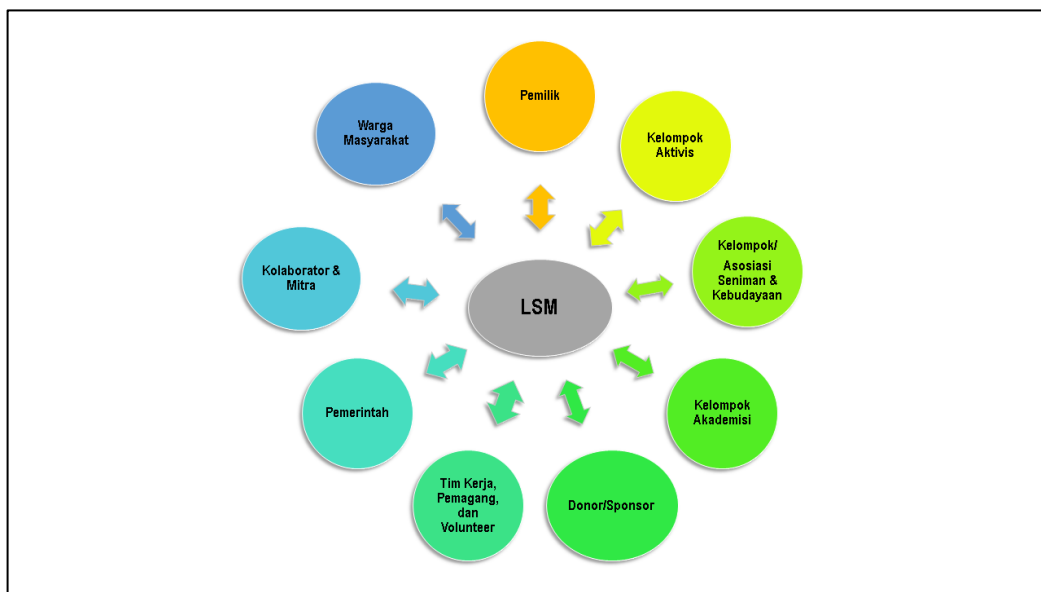 Pemilik
Kelompok
Aktivis
Kelompok/
Asosiasi
Seniman &
Kebudayaan
Kelompok
Akademisi
Donor/Sponsor
Tim Kerja,
Pemagang,
dan
Volunteer
Pemerintah
Kolaborator &
Mitra
Warga
Masyarakat
LSM